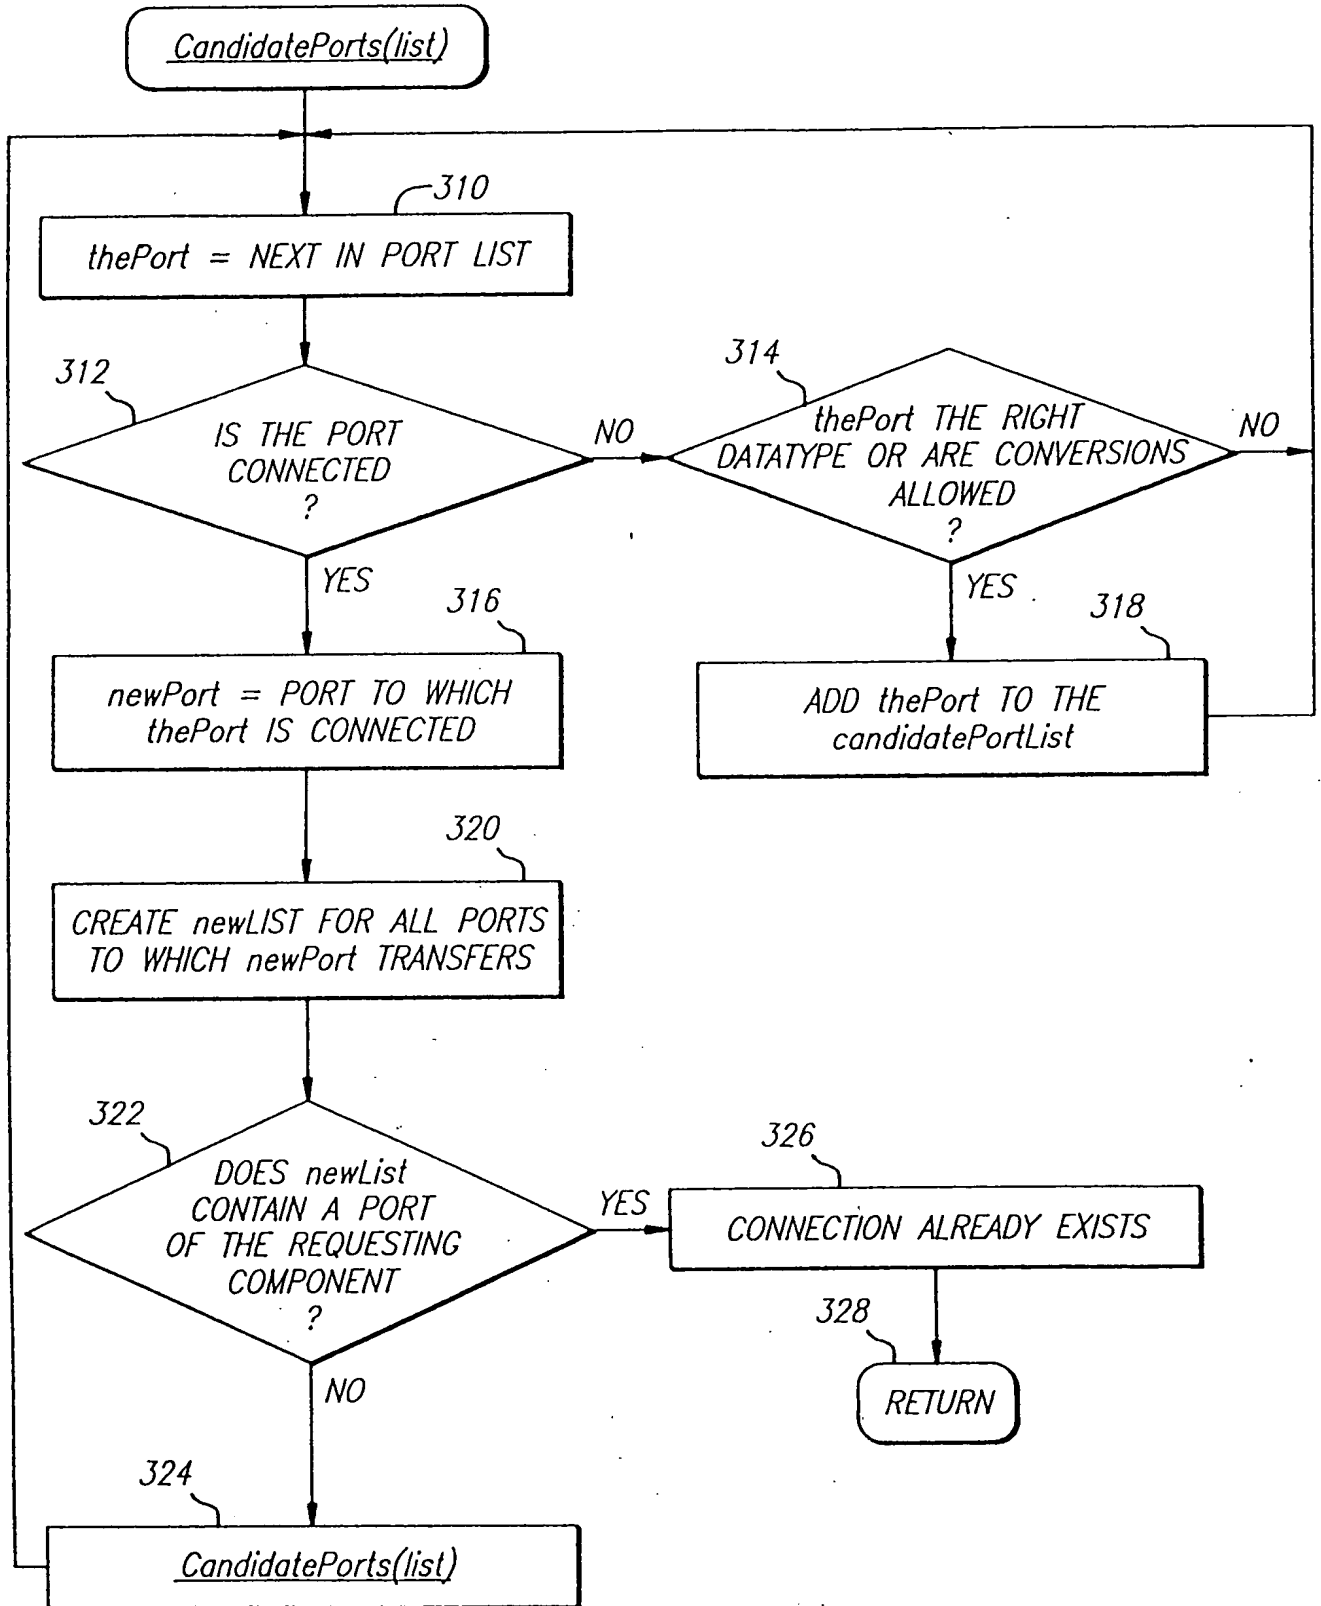 CandidatePorts(list)
310
thePort = NEXT IN PORT LIST
312
IS THE PORT
CONNECTED
?
NO
YES
314
thePort THE RIGHT
DATATYPE OR ARE CONVERSIONS
ALLOWED
?
NO
YES
316
newPort = PORT TO WHICH
thePort IS CONNECTED
318
ADD thePort TO THE
candidatePortList
320
CREATE newLIST FOR ALL PORTS
TO WHICH newPort TRANSFERS
322
DOES newList
CONTAIN A PORT
OF THE REQUESTING
COMPONENT
?
YES
NO
326
CONNECTION ALREADY EXISTS
328
RETURN
324
CandidatePorts(list)